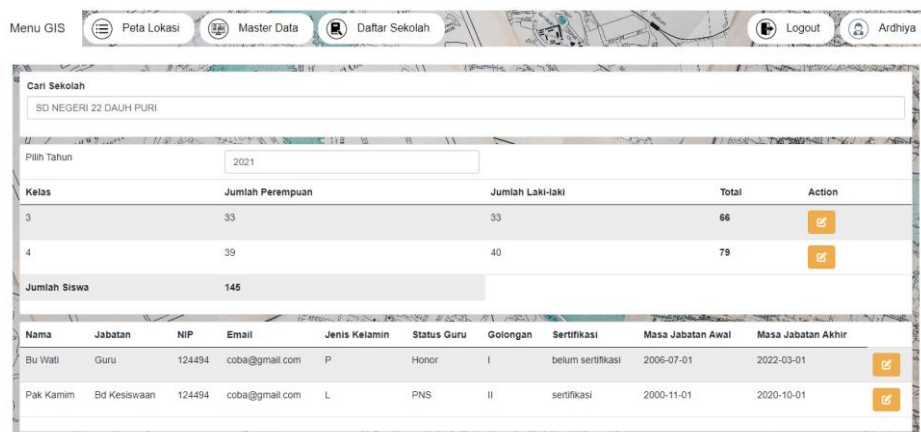 Menu GIS Peta Lokasi Master Data Daftar Sekolah Logout Ardhiya
Cari Sekolah
SD NEGERI 22 DAUH PURI
Pilih Tahun 2021
Kelas Jumlah Perempuan Jumlah Laki-laki Total Action
3 33 33 66
4 39 40 79
Jumlah Siswa 145
Nama Jabatan NIP Email Jenis Kelamin Status Guru Golongan Sertifikasi Masa Jabatan Awal Masa Jabatan Akhir
Bu Wati Guru 124494 coba@gmail.com P Honor I belum sertifikasi 2006-07-01 2022-03-01
Pak Kamim Bd Kesiswaan 124494 coba@gmail.com L PNS II sertifikasi 2000-11-01 2020-10-01